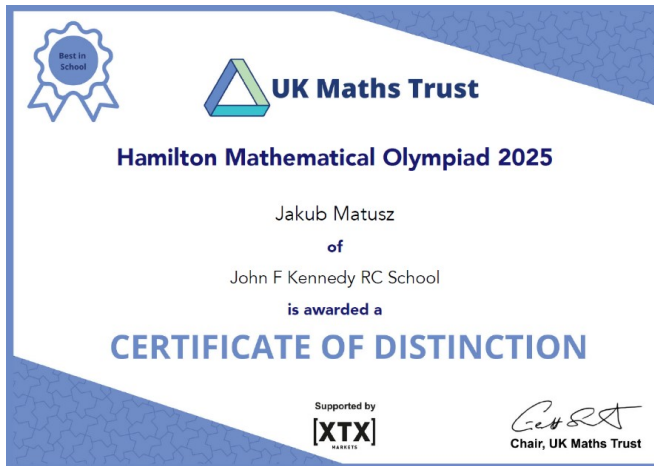 Best in
School
UK Maths Trust
Hamilton Mathematical Olympiad 2025
Jakub Matusz
of
John F Kennedy RC School
is awarded a
CERTIFICATE OF DISTINCTION
Supported by
[XTX]
MARKETS
Chair, UK Maths Trust